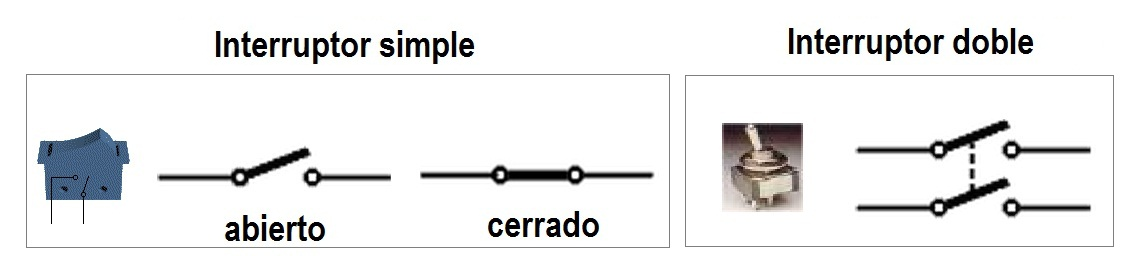 Interruptor simple
Interruptor doble
abierto
cerrado